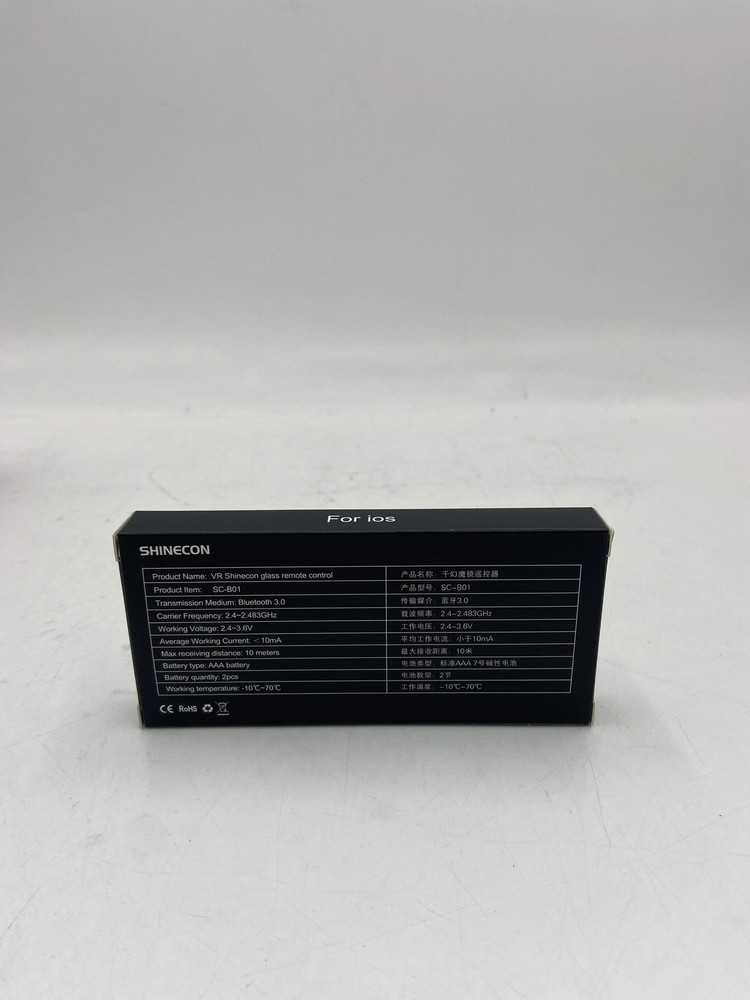 For ios
SHINECON
Product Name: VR Shinecon glass remote control 产品名称: 千幻魔镜遥控器
Product Item: SC-B01 产品型号: SC-B01
Transmission Medium: Bluetooth 3.0 传输媒介: 蓝牙3.0
Carrier Frequency: 2.4~2.483GHz 载波频率: 2.4~2.483GHz
Working Voltage: 2.4~3.6V 工作电压: 2.4~3.6V
Average Working Current: <10mA 平均工作电流: 小于10mA
Max receiving distance: 10 meters 最大接收距离: 10米
Battery type: AAA battery 电池类型: 标准AAA 7号碱性电池
Battery quantity: 2pcs 电池数量: 2节
Working temperature: -10℃~70℃ 工作温度: -10℃~70℃
CE RoHS